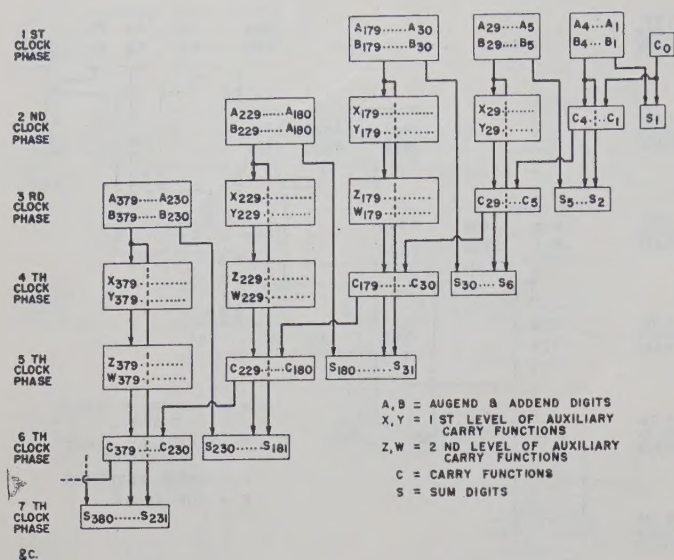 1 ST CLOCK PHASE
A179......A30
B179......B30
A29....A5
B29....B5
A4...A1
B4..B1
C0
2 ND CLOCK PHASE
A229......A180
B229......A180
X179
Y179
X29
Y29
C4...C1
S1
3 RD CLOCK PHASE
A379......A230
B379...B230
X229
Y229
Z179
W179
C29...C5
S5...S2
4 TH CLOCK PHASE
X379
Y379
Z229
W229
C179......C30
S30.....S6
5 TH CLOCK PHASE
Z379
W379
C229....C180
S180......S31
6 TH CLOCK PHASE
C379....C230
S230......S181
7 TH CLOCK PHASE
S380......S231
A, B = AUGEND & ADDEND DIGITS
X, Y = 1 ST LEVEL OF AUXILIARY
CARRY FUNCTIONS
Z, W = 2 ND LEVEL OF AUXILIARY
CARRY FUNCTIONS
C = CARRY FUNCTIONS
S = SUM DIGITS
&C.